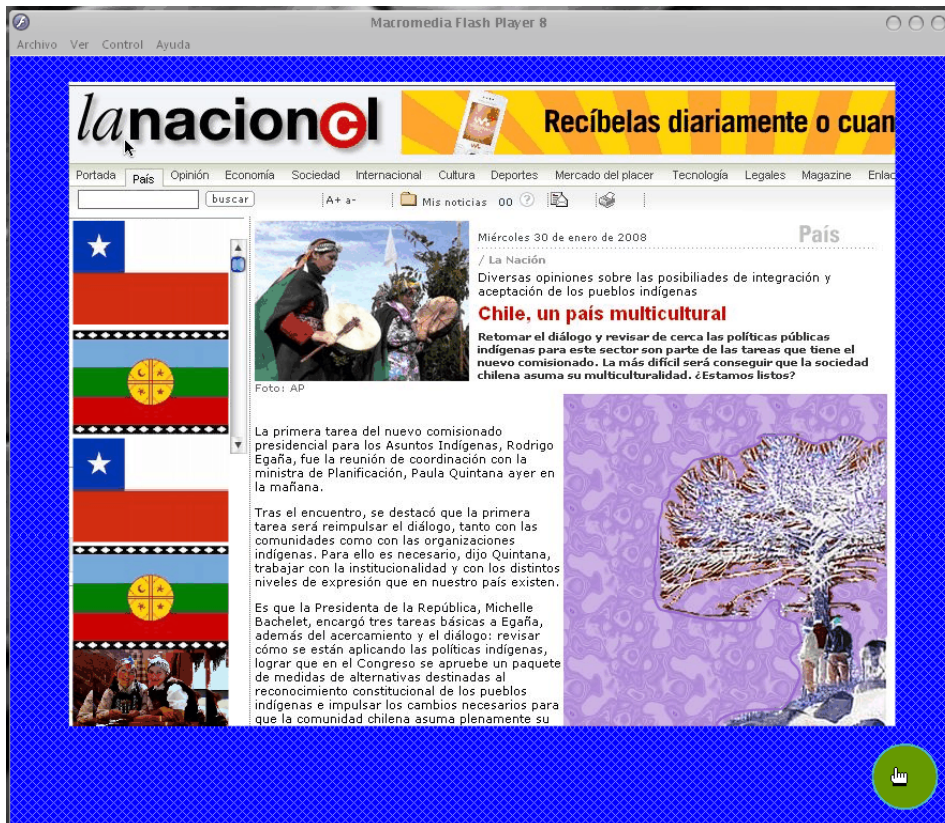 Macromedia Flash Player 8
Archivo Ver Control Ayuda
lanacioncl
Recíbelas diariamente o cuan
Portada País Opinión Economía Sociedad Internacional Cultura Deportes Mercado del placer Tecnología Legales Magazine Enlac
buscar A+ a- Mis noticias 00 ?
Miércoles 30 de enero de 2008 País
/ La Nación
Diversas opiniones sobre las posibiliades de integración y
aceptación de los pueblos indígenas
Chile, un país multicultural
Retomar el diálogo y revisar de cerca las políticas públicas
indígenas para este sector son parte de las tareas que tiene el
nuevo comisionado. La más difícil será conseguir que la sociedad
chilena asuma su multiculturalidad. ¿Estamos listos?
Foto: AP
La primera tarea del nuevo comisionado
presidencial para los Asuntos Indígenas, Rodrigo
Egaña, fue la reunión de coordinación con la
ministra de Planificación, Paula Quintana ayer en
la mañana.
Tras el encuentro, se destacó que la primera
tarea será reimpulsar el diálogo, tanto con las
comunidades como con las organizaciones
indígenas. Para ello es necesario, dijo Quintana,
trabajar con la institucionalidad y con los distintos
niveles de expresión que en nuestro país existen.
Es que la Presidenta de la República, Michelle
Bachelet, encargó tres tareas básicas a Egaña,
además del acercamiento y el diálogo: revisar
cómo se están aplicando las políticas indígenas,
lograr que en el Congreso se apruebe un paquete
de medidas de alternativas destinadas al
reconocimiento constitucional de los pueblos
indígenas e impulsar los cambios necesarios para
que la comunidad chilena asuma plenamente su